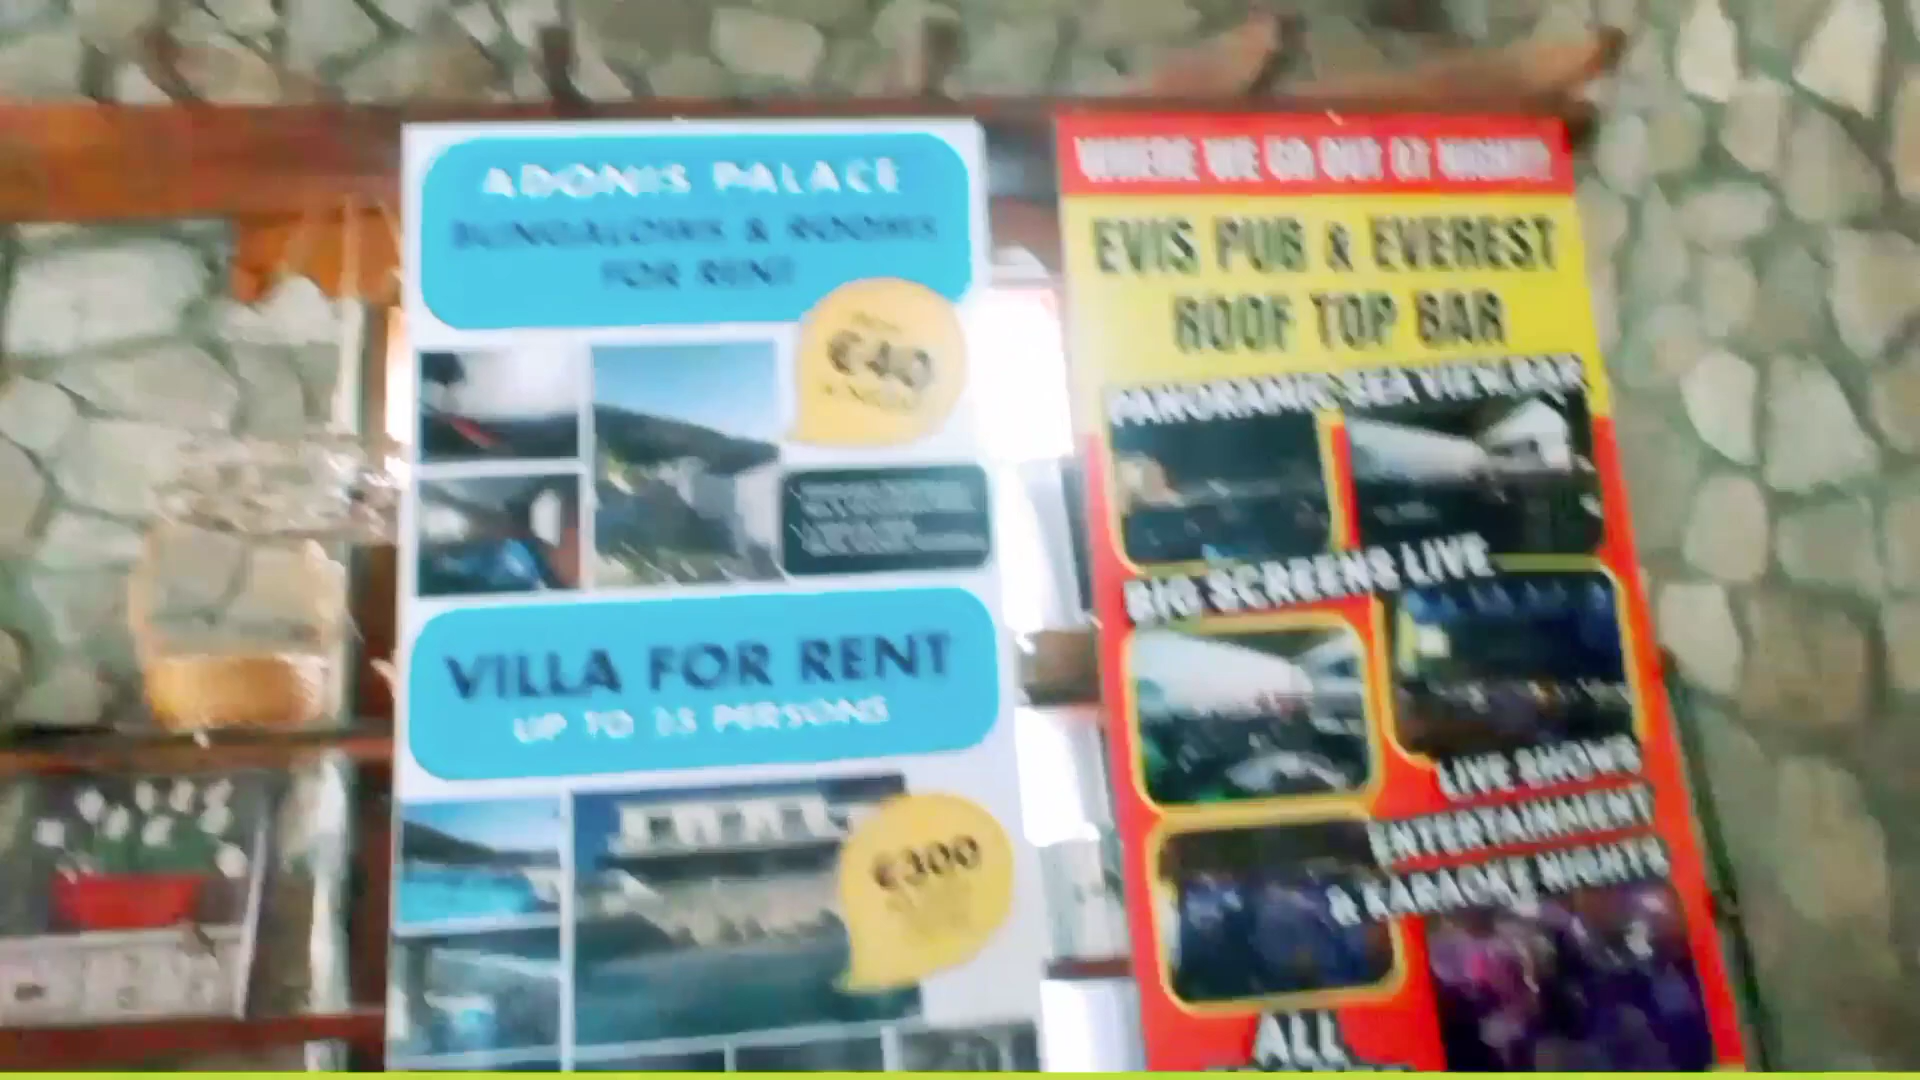 ADONIS PALACE
BUNGALOWS & ROOMS
FOR RENT
€40
VILLA FOR RENT
UP TO 15 PERSONS
€300
WHERE WE GO OUT AT NIGHT?
EVIS PUB & EVEREST
ROOF TOP BAR
PANORAMIC SEA VIEW BAR
BIG SCREENS LIVE
LIVE SHOWS
ENTERTAINMENT
& KARAOKE NIGHTS
ALL